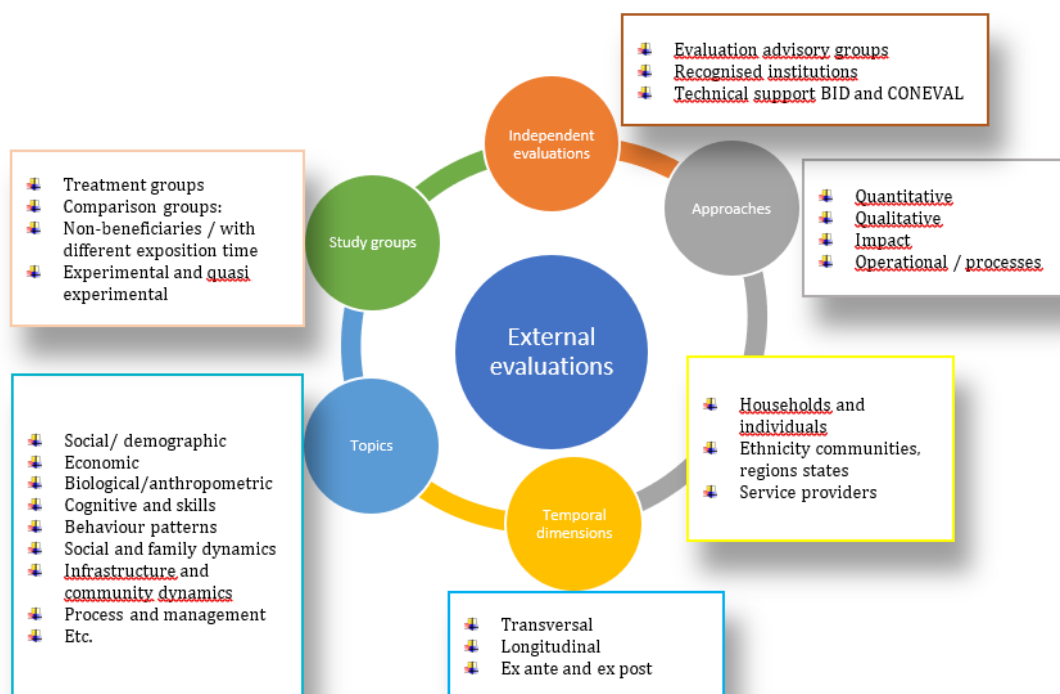 Evaluation advisory groups
Recognised institutions
Technical support BID and CONEVAL
Independent
evaluations
Approaches
Quantitative
Qualitative
Impact
Operational / processes
Treatment groups
Comparison groups:
Non-beneficiaries / with
different exposition time
Experimental and quasi
experimental
Study groups
External
evaluations
Households and
individuals
Ethnicity communities,
regions states
Service providers
Topics
Social/ demographic
Economic
Biological/anthropometric
Cognitive and skills
Behaviour patterns
Social and family dynamics
Infrastructure and
community dynamics
Process and management
Etc.
Temporal
dimensions
Transversal
Longitudinal
Ex ante and ex post